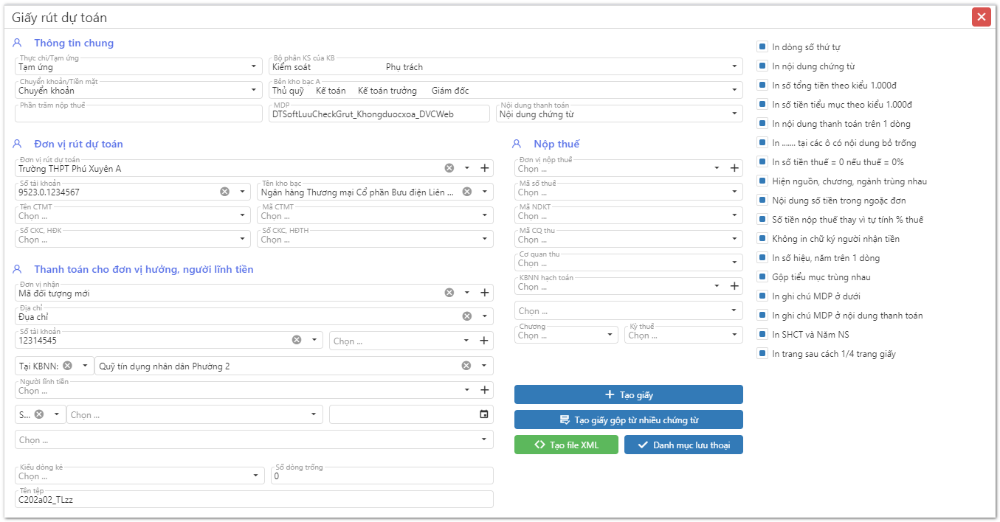 Giấy rút dự toán
Thông tin chung
Thực chi/Tạm ứng
Tạm ứng
Bộ phân KS của KB
Kiểm soát Phụ trách
Chuyển khoản/Tiền mặt
Chuyển khoản
Bên kho bạc A
Thủ quỹ Kế toán Kế toán trưởng Giám đốc
Phần trăm nộp thuế
MDP
DTSoftLuuCheckGrut_Khongduocxoa_DVCWeb
Nội dung thanh toán
Nội dung chứng từ
Đơn vị rút dự toán
Đơn vị rút dự toán
Trường THPT Phú Xuyên A
Số tài khoản
9523.0.1234567
Tên kho bạc
Ngân hàng Thương mại Cổ phần Bưu điện Liên ...
Tên CTMT
Chọn ...
Mã CTMT
Chọn ...
Số CKC, HĐK
Chọn ...
Số CKC, HĐTH
Chọn ...
Thanh toán cho đơn vị hưởng, người lĩnh tiền
Đơn vị nhận
Mã đối tượng mới
Địa chỉ
Đụa chỉ
Số tài khoản
12314545
Chọn ...
Tại KBNN:
Quỹ tín dụng nhân dân Phường 2
Người lĩnh tiền
Chọn ...
S...
Chọn ...
Chọn ...
Kiểu dòng kẻ
Chọn ...
Số dòng trống
0
Tên tệp
C202a02_TLzz
Nộp thuế
Đơn vị nộp thuế
Chọn ...
Mã số thuế
Chọn ...
Mã NDKT
Chọn ...
Mã CQ thu
Chọn ...
Cơ quan thu
Chọn ...
KBNN hạch toán
Chọn ...
Chọn ...
Chương
Chọn ...
Kỳ thuế
Chọn ...
Tạo giấy
Tạo giấy gộp từ nhiều chứng từ
Tạo file XML
Danh mục lưu thoại
In dòng số thứ tự
In nội dung chứng từ
In số tổng tiền theo kiểu 1.000đ
In số tiền tiểu mục theo kiểu 1.000đ
In nội dung thanh toán trên 1 dòng
In ....... tại các ô có nội dung bỏ trống
In số tiền thuế = 0 nếu thuế = 0%
Hiện nguồn, chương, ngành trùng nhau
Nội dung số tiền trong ngoặc đơn
Số tiền nộp thuế thay vì tự tính % thuế
Không in chữ ký người nhận tiền
In số hiệu, năm trên 1 dòng
Gộp tiểu mục trùng nhau
In ghi chú MDP ở dưới
In ghi chú MDP ở nội dung thanh toán
In SHCT và Năm NS
In trang sau cách 1/4 trang giấy